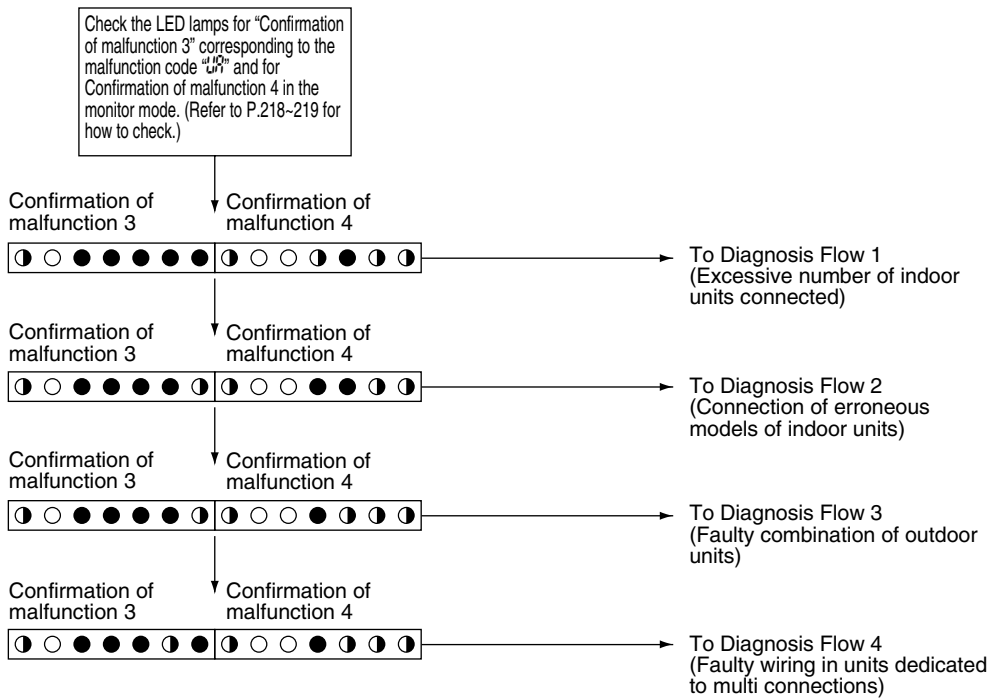 Check the LED lamps for “Confirmation
of malfunction 3” corresponding to the
malfunction code “UA” and for
Confirmation of malfunction 4 in the
monitor mode. (Refer to P.218~219 for
how to check.)
Confirmation of
malfunction 3
Confirmation of
malfunction 4
To Diagnosis Flow 1
(Excessive number of indoor
units connected)
Confirmation of
malfunction 3
Confirmation of
malfunction 4
To Diagnosis Flow 2
(Connection of erroneous
models of indoor units)
Confirmation of
malfunction 3
Confirmation of
malfunction 4
To Diagnosis Flow 3
(Faulty combination of outdoor
units)
Confirmation of
malfunction 3
Confirmation of
malfunction 4
To Diagnosis Flow 4
(Faulty wiring in units dedicated
to multi connections)